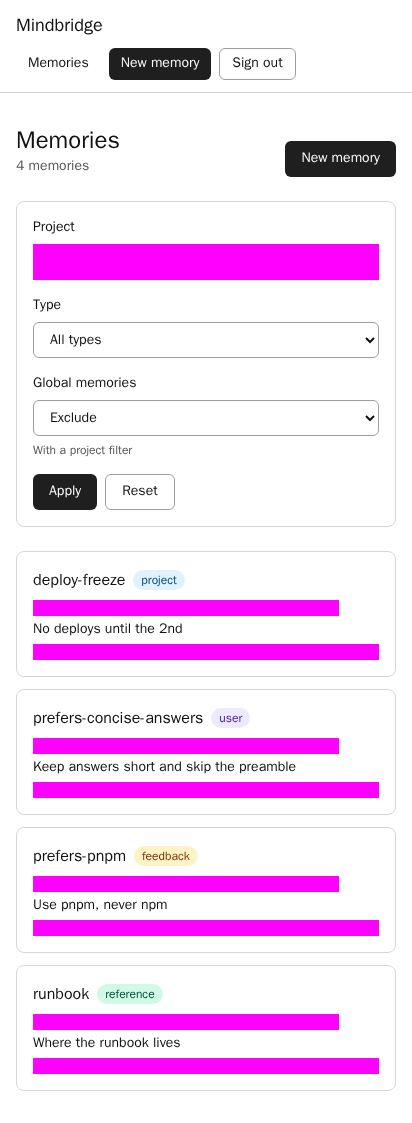 Mindbridge
Memories New memory Sign out
Memories
4 memories
New memory
Project
Type
All types
Global memories
Exclude
With a project filter
Apply Reset
deploy-freeze project
No deploys until the 2nd
prefers-concise-answers user
Keep answers short and skip the preamble
prefers-pnpm feedback
Use pnpm, never npm
runbook reference
Where the runbook lives